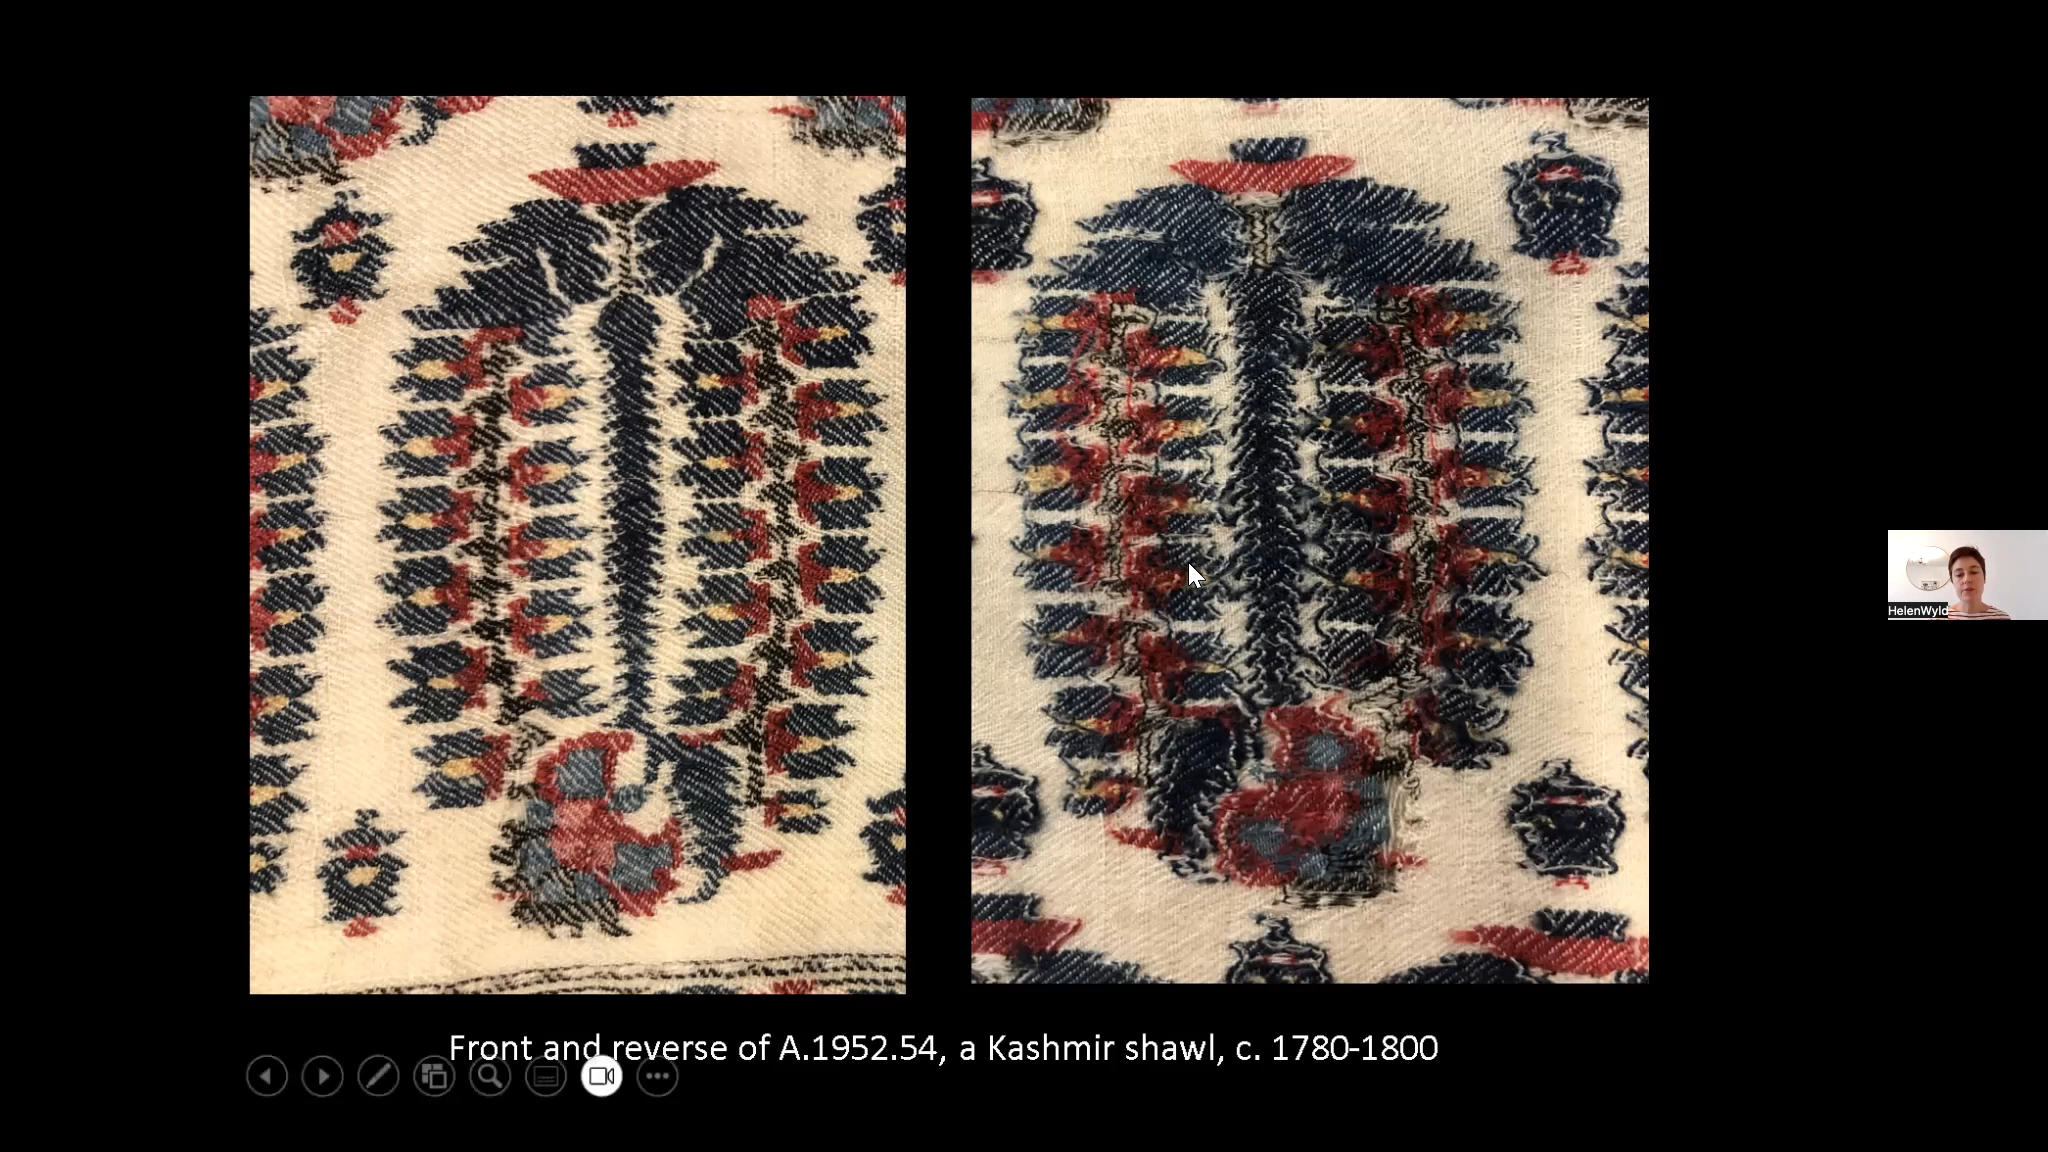 HelenWyld
Front and reverse of A.1952.54, a Kashmir shawl, c. 1780-1800